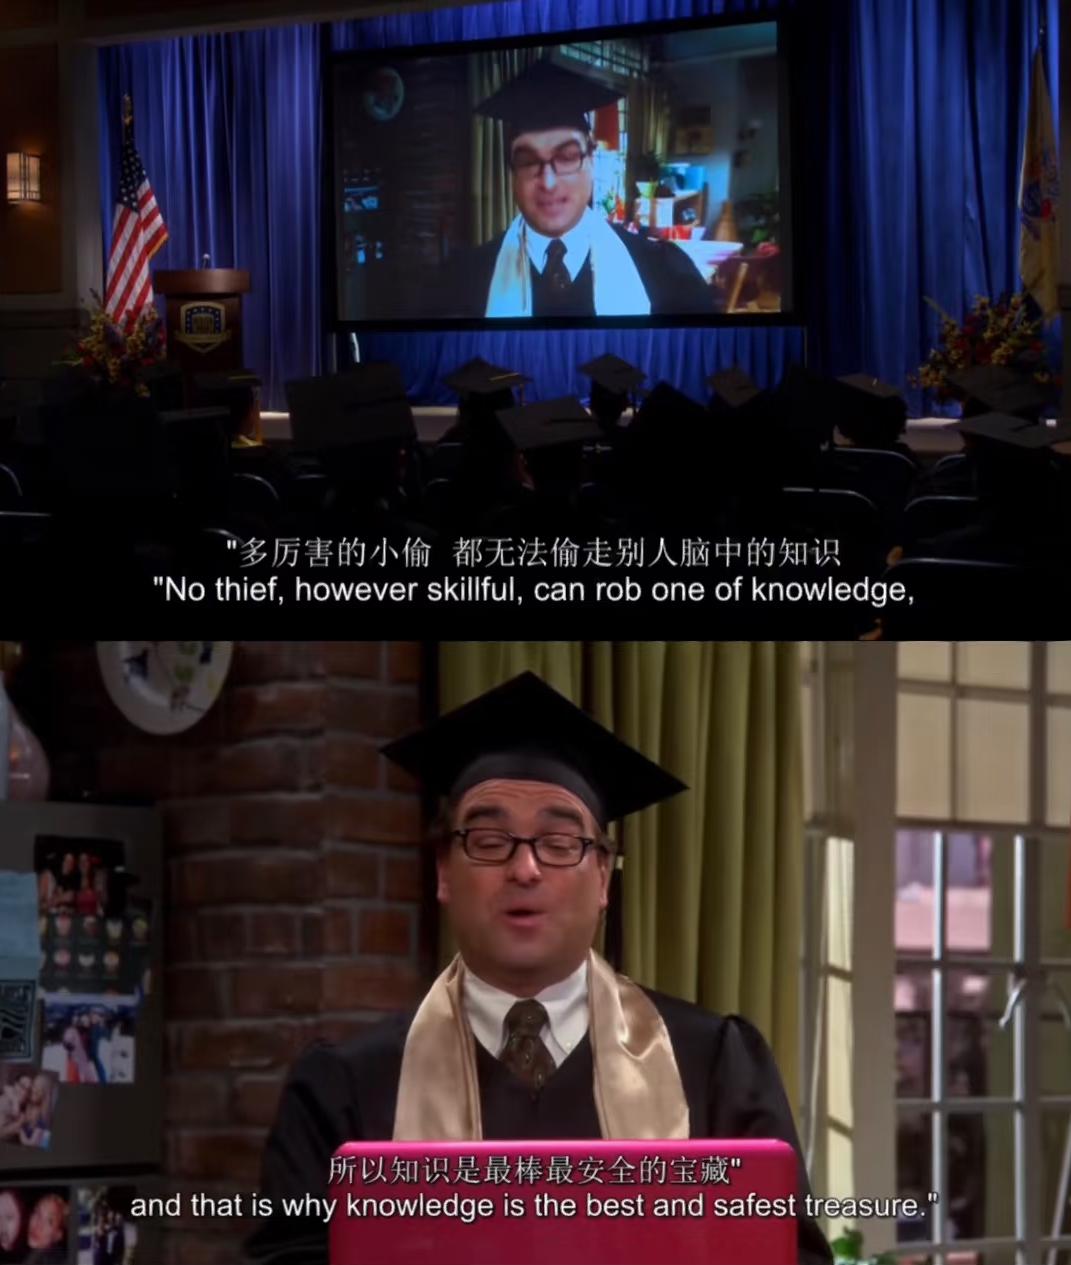 "多厉害的小偷 都无法偷走别人脑中的知识
"No thief, however skillful, can rob one of knowledge,
所以知识是最棒最安全的宝藏"
and that is why knowledge is the best and safest treasure."